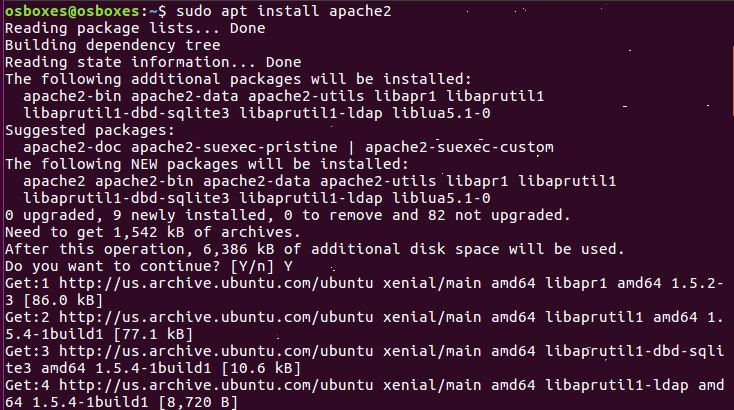 osboxes@osboxes:~$ sudo apt install apache2
Reading package lists... Done
Building dependency tree
Reading state information... Done
The following additional packages will be installed:
  apache2-bin apache2-data apache2-utils libapr1 libaprutil1
  libaprutil1-dbd-sqlite3 libaprutil1-ldap liblua5.1-0
Suggested packages:
  apache2-doc apache2-suexec-pristine | apache2-suexec-custom
The following NEW packages will be installed:
  apache2 apache2-bin apache2-data apache2-utils libapr1 libaprutil1
  libaprutil1-dbd-sqlite3 libaprutil1-ldap liblua5.1-0
0 upgraded, 9 newly installed, 0 to remove and 82 not upgraded.
Need to get 1,542 kB of archives.
After this operation, 6,386 kB of additional disk space will be used.
Do you want to continue? [Y/n] Y
Get:1 http://us.archive.ubuntu.com/ubuntu xenial/main amd64 libapr1 amd64 1.5.2-
3 [86.0 kB]
Get:2 http://us.archive.ubuntu.com/ubuntu xenial/main amd64 libaprutil1 amd64 1.
5.4-1build1 [77.1 kB]
Get:3 http://us.archive.ubuntu.com/ubuntu xenial/main amd64 libaprutil1-dbd-sqli
te3 amd64 1.5.4-1build1 [10.6 kB]
Get:4 http://us.archive.ubuntu.com/ubuntu xenial/main amd64 libaprutil1-ldap amd
64 1.5.4-1build1 [8,720 B]